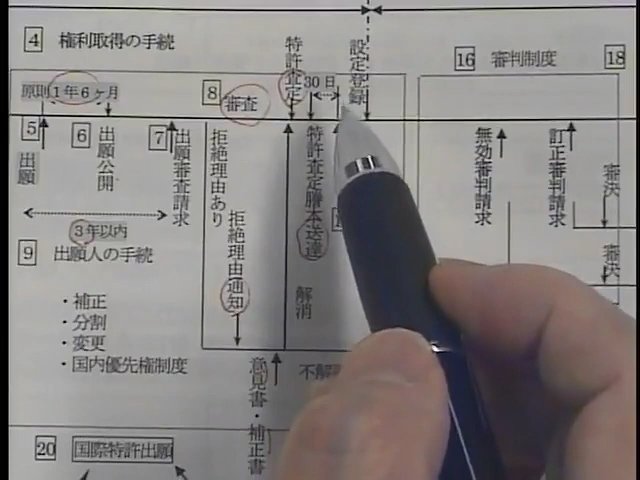 4 権利取得の手続
特許査定
設定登録
16 審判制度
18
原則1年6ヶ月
8 審査
30日
5 出願
6 出願公開
7 出願審査請求
拒絶理由あり
拒絶理由通知
特許査定謄本送達
解消
無効審判請求
訂正審判請求
審決
審決
3年以内
9 出願人の手続
・補正
・分割
・変更
・国内優先権制度
意見書・補正書
不解
20 国際特許出願